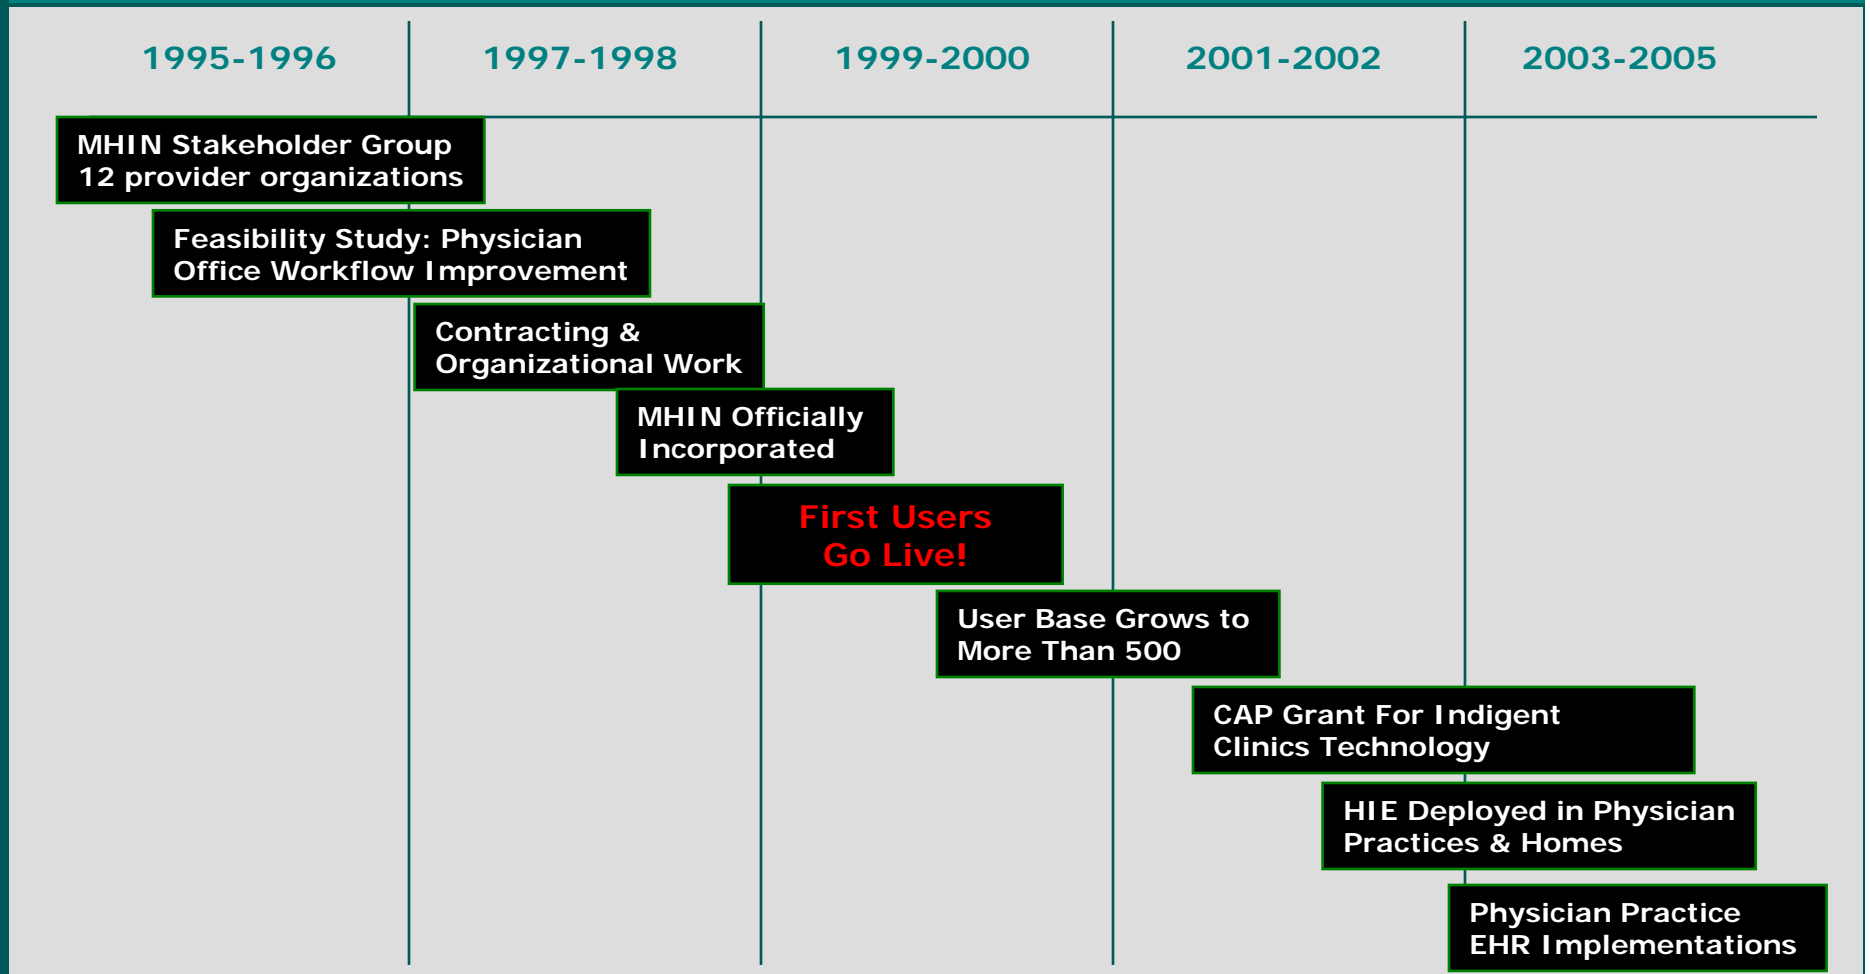 1995-1996
1997-1998
1999-2000
2001-2002
2003-2005
MHIN Stakeholder Group
12 provider organizations
Feasibility Study: Physician
Office Workflow Improvement
Contracting &
Organizational Work
MHIN Officially
Incorporated
First Users
Go Live!
User Base Grows to
More Than 500
CAP Grant For Indigent
Clinics Technology
HIE Deployed in Physician
Practices & Homes
Physician Practice
EHR Implementations